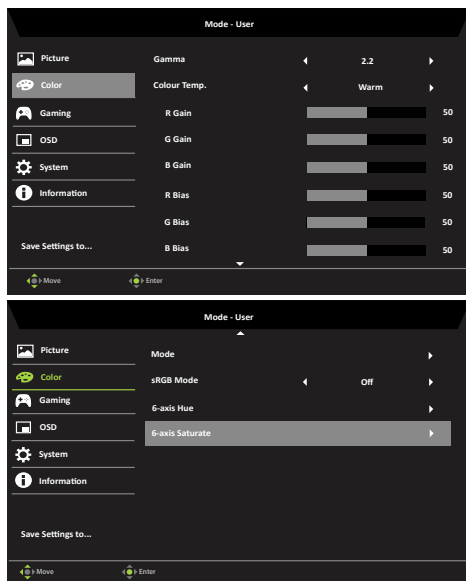 Mode - User
Picture
Gamma 2.2
Color
Colour Temp. Warm
Gaming
R Gain 50
OSD
G Gain 50
System
B Gain 50
Information
R Bias 50
G Bias 50
Save Settings to...
B Bias 50
Move Enter
Mode - User
Picture
Mode
Color
sRGB Mode Off
Gaming
6-axis Hue
OSD
6-axis Saturate
System
Information
Save Settings to...
Move Enter